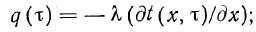 q (τ) = — λ (∂t (x, τ)/∂x);